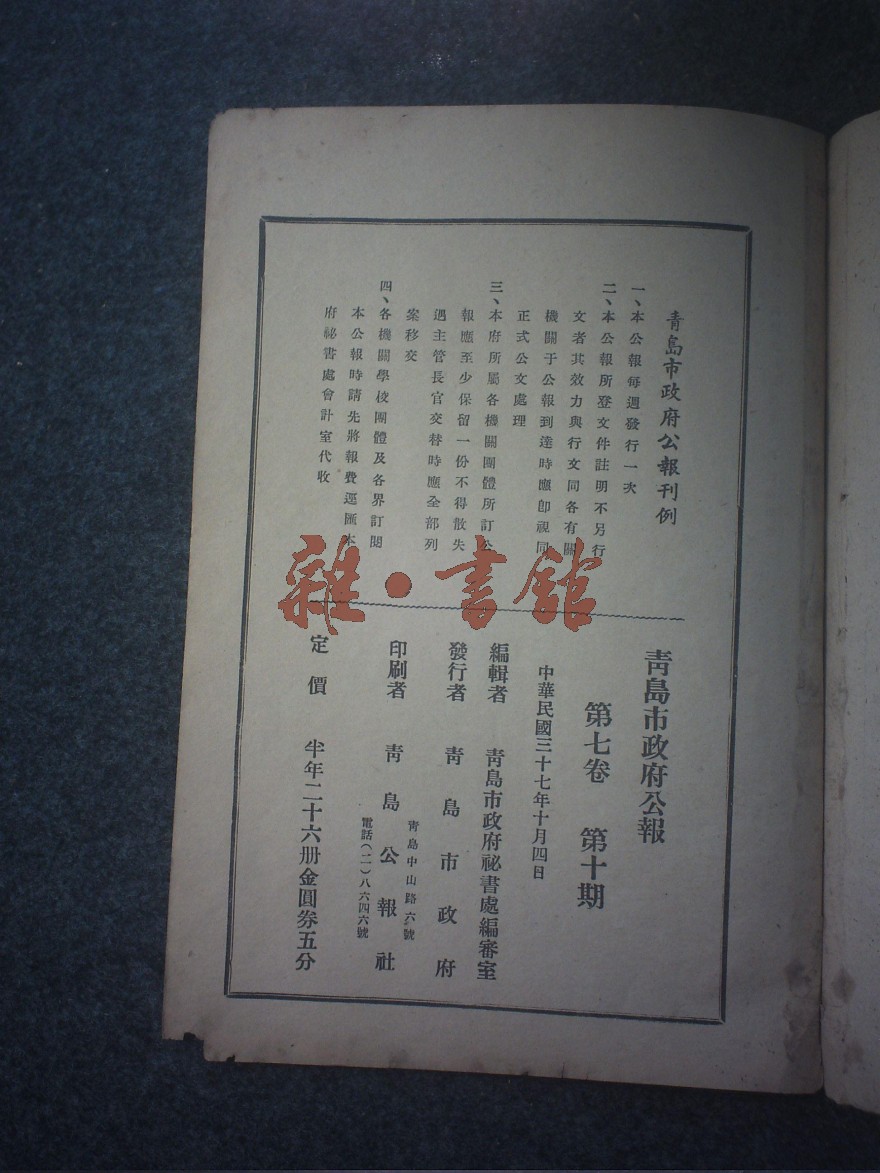 青島市政府公報刊例
一、本公報每週發行一次
二、本公報所登文件註明不另行
文者其效力與行文同各有關
機關于公報到達時應卽視同
正式公文處理
三、本府所屬各機關團體所訂公
報應至少保留一份不得散失
遇主管長官交替時應全部列
案移交
四、各機關學校團體及各界訂閱
本公報時請先將報費逕匯本
府祕書處會計室代收
青島市政府公報
第七卷 第十期
中華民國三十七年十月四日
編輯者 青島市政府祕書處編審室
發行者 青島市政府
青島中山路六號
印刷者 青島公報社
電話(二)八六四六號
定價 半年二十六册金圓券五分
雜·書館